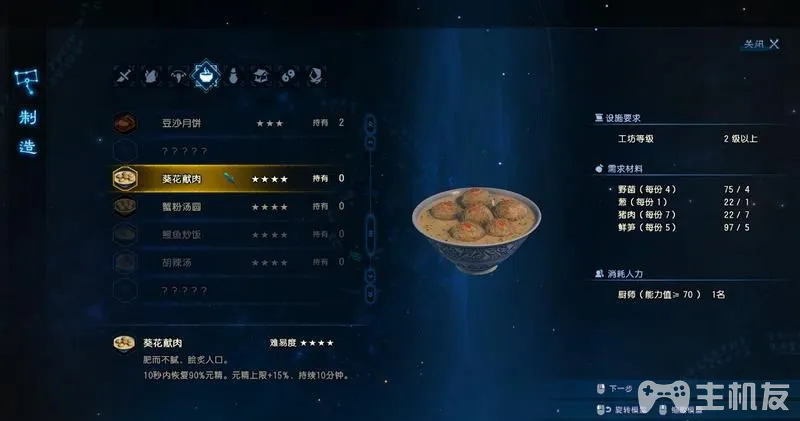 关闭
制造
豆沙月饼 ★★★ 持有 2
? ? ? ? ?
葵花献肉 ★★★★ 持有 0
蟹粉汤圆 ★★★★ 持有 0
鳗鱼炒饭 ★★★★ 持有 0
胡辣汤 ★★★★ 持有 0
? ? ? ? ?
葵花献肉 难易度 ★★★★
肥而不腻，脍炙人口。
10秒内恢复90%元精。元精上限+15%，持续10分钟。
设施要求
工坊等级 2 级以上
需求材料
野菌（每份 4） 75 / 4
葱（每份 1） 22 / 1
猪肉（每份 7） 22 / 7
鲜笋（每份 5） 97 / 5
消耗人力
厨师（能力值≥ 70 ） 1名
下一步
旋转模型
模型
主机友